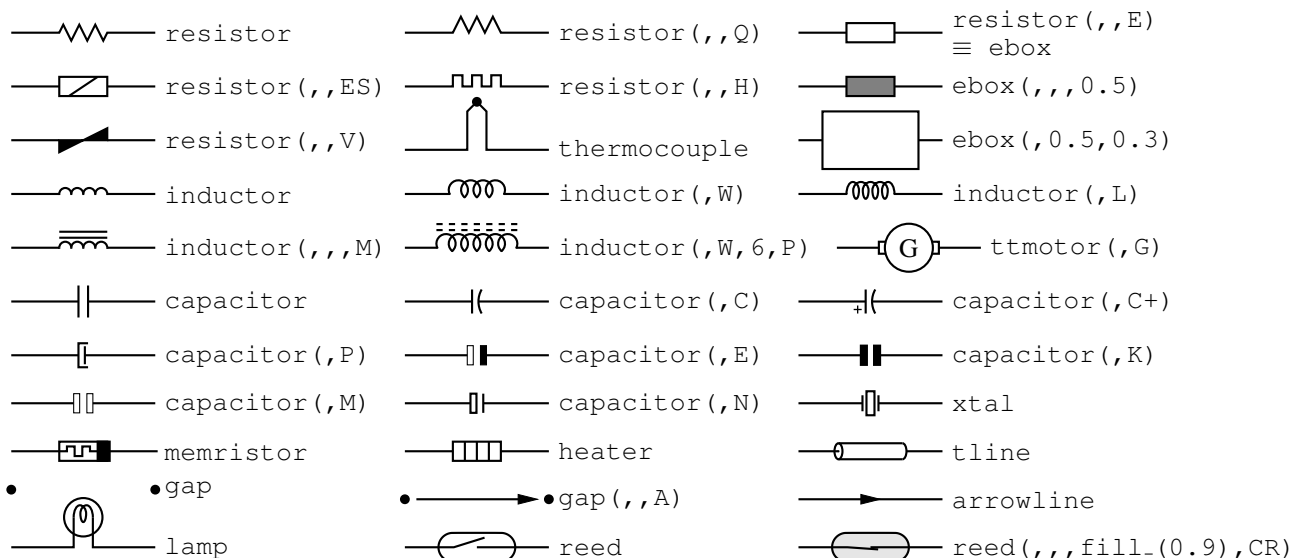 resistor
resistor(,,Q)
resistor(,,E)
≡ ebox
resistor(,,ES)
resistor(,,H)
ebox(,,,0.5)
resistor(,,V)
thermocouple
ebox(,0.5,0.3)
inductor
inductor(,W)
inductor(,L)
inductor(,,,M)
inductor(,W,6,P)
G
ttmotor(,G)
capacitor
capacitor(,C)
+
capacitor(,C+)
capacitor(,P)
capacitor(,E)
capacitor(,K)
capacitor(,M)
capacitor(,N)
xtal
memristor
heater
tline
gap
gap(,,A)
arrowline
lamp
reed
reed(,,,fill_(0.9),CR)